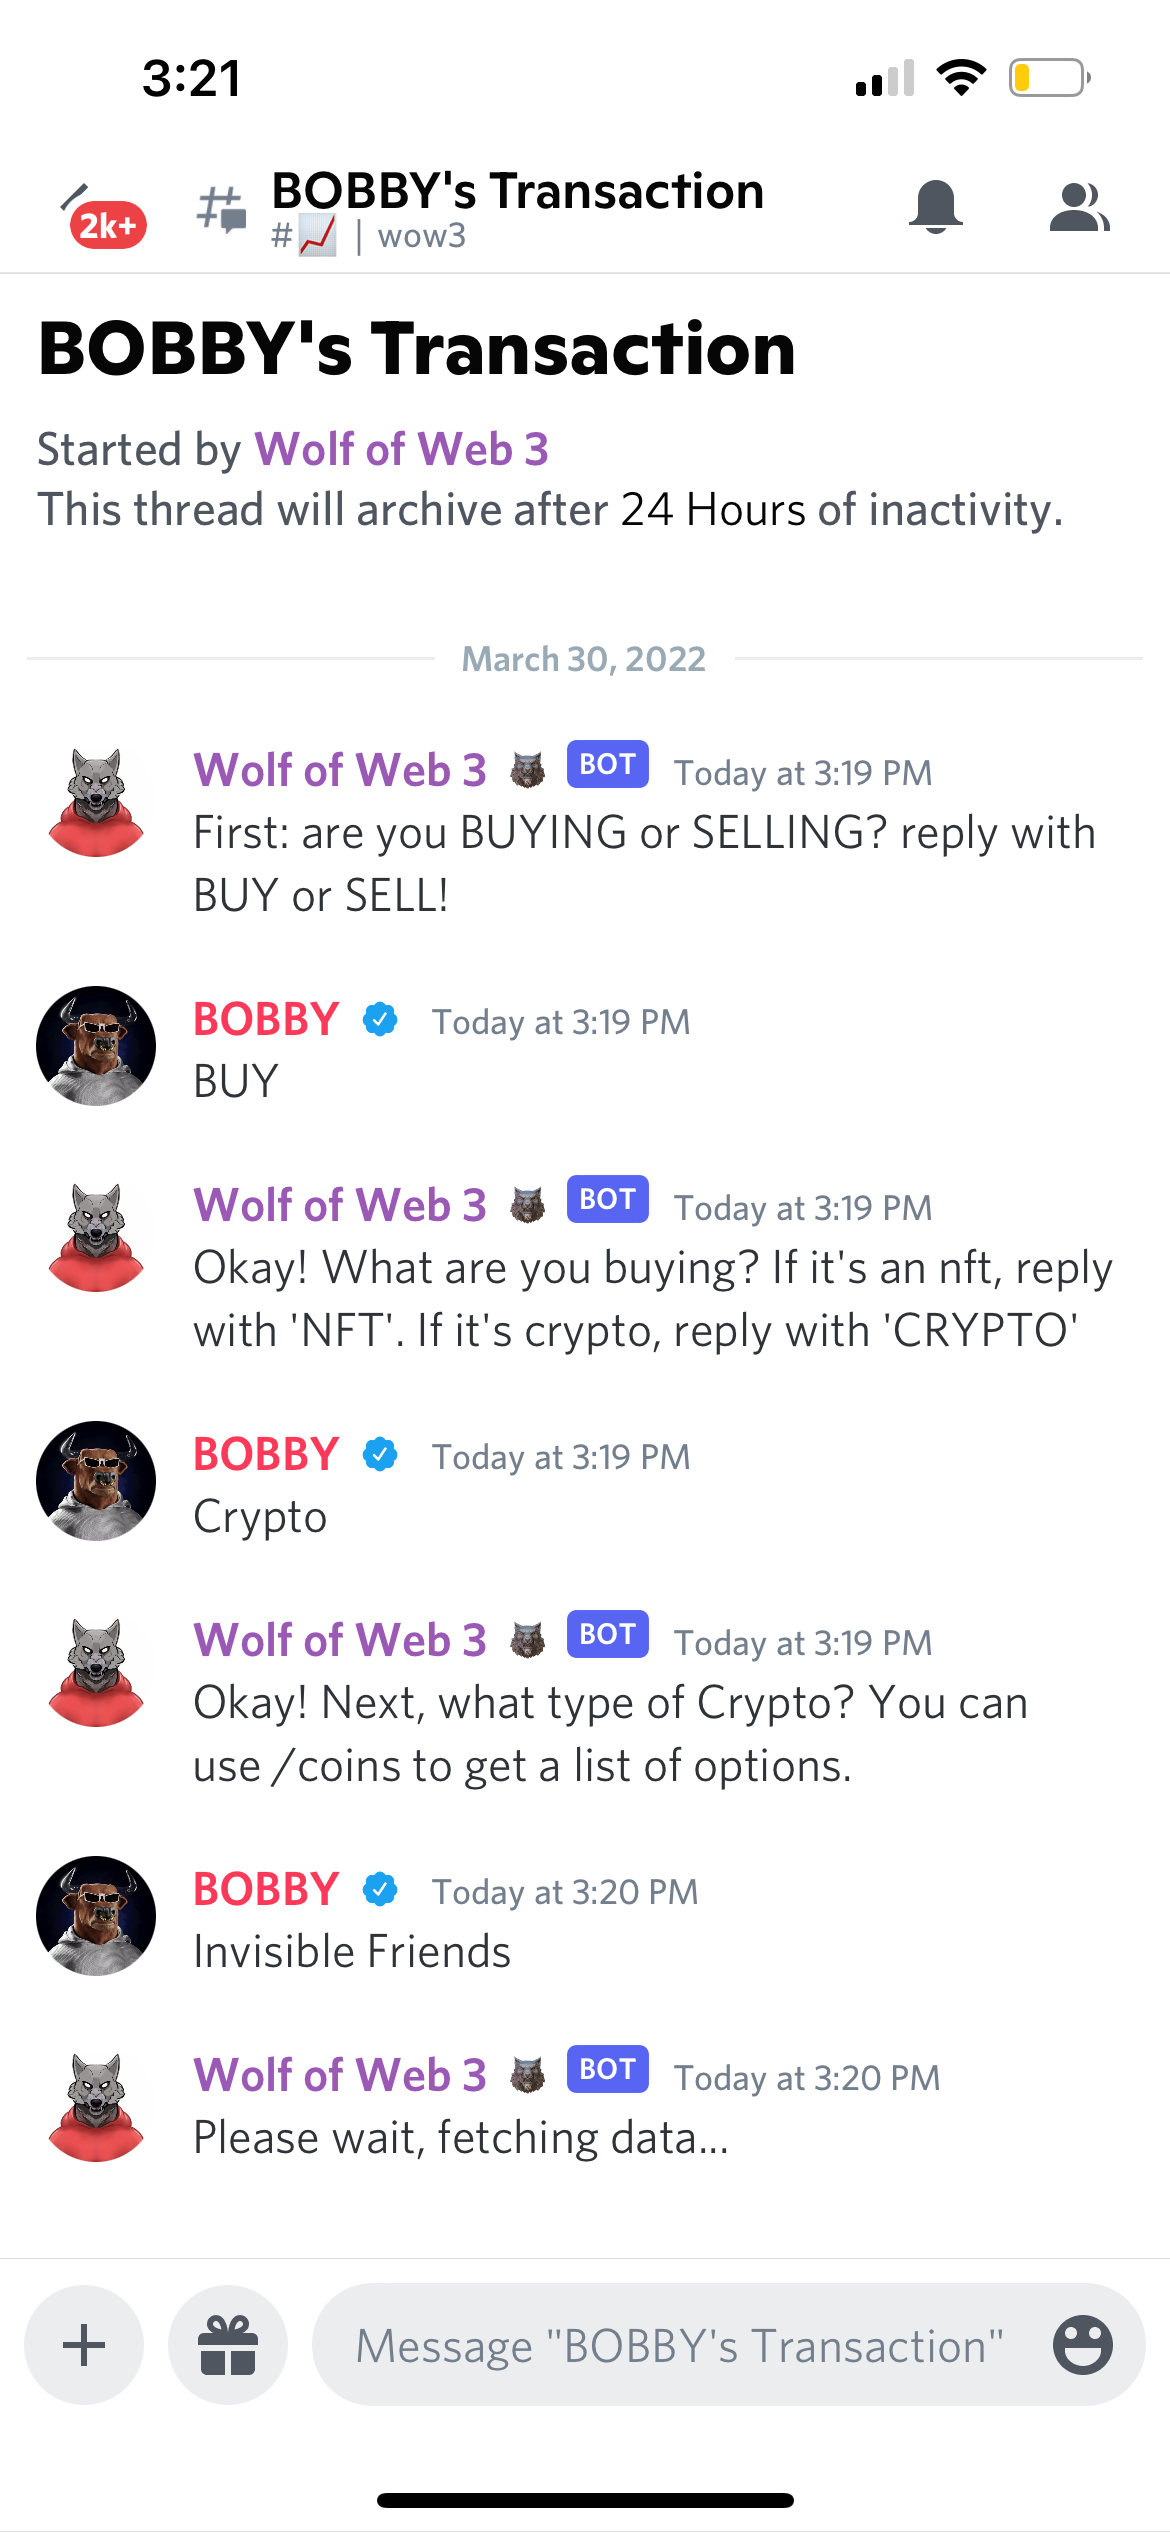 3:21
2k+
BOBBY's Transaction
#📈 | wow3
BOBBY's Transaction
Started by Wolf of Web 3
This thread will archive after 24 Hours of inactivity.
March 30, 2022
Wolf of Web 3 BOT Today at 3:19 PM
First: are you BUYING or SELLING? reply with
BUY or SELL!
BOBBY Today at 3:19 PM
BUY
Wolf of Web 3 BOT Today at 3:19 PM
Okay! What are you buying? If it's an nft, reply
with 'NFT'. If it's crypto, reply with 'CRYPTO'
BOBBY Today at 3:19 PM
Crypto
Wolf of Web 3 BOT Today at 3:19 PM
Okay! Next, what type of Crypto? You can
use /coins to get a list of options.
BOBBY Today at 3:20 PM
Invisible Friends
Wolf of Web 3 BOT Today at 3:20 PM
Please wait, fetching data...
Message "BOBBY's Transaction"